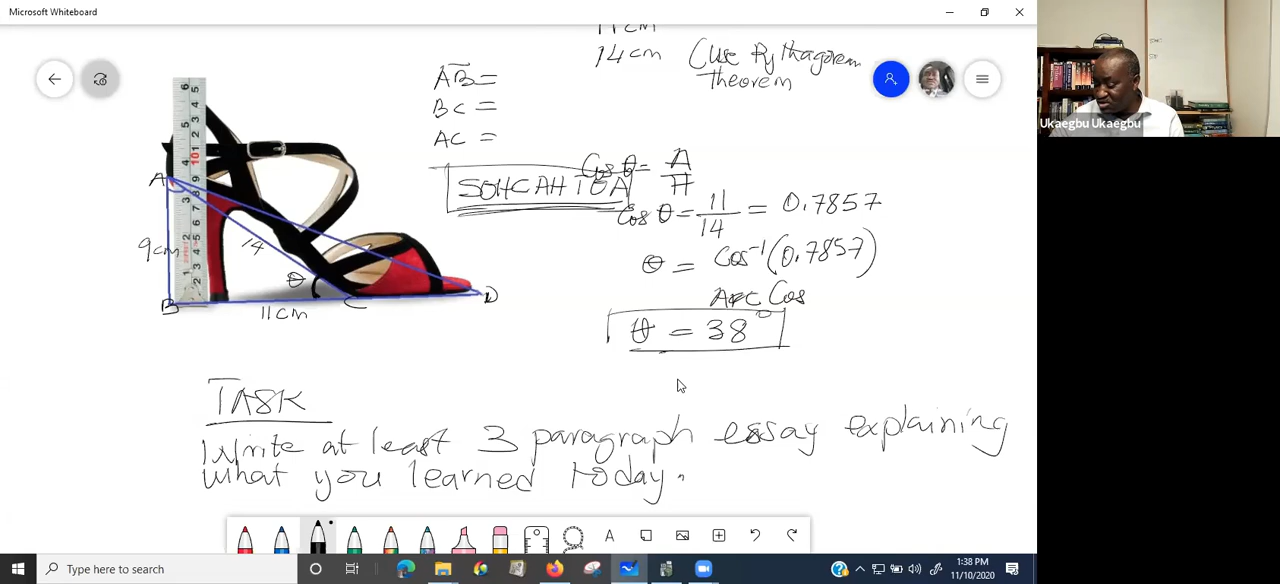 Microsoft Whiteboard
11cm
14cm (Use Pythagorem
Theorem
AB =
BC =
AC =
SOHCAHTOA
Cos θ = A
H
Cos θ = 11 = 0.7857
14
θ = Cos⁻¹(0.7857)
Arc Cos
θ = 38°
A
9cm
14
θ
B
11cm
C
D
TASK
Write at least 3 paragraph essay explaining
what you learned today.
Ukaegbu Ukaegbu
A
Type here to search
1:38 PM
11/10/2020